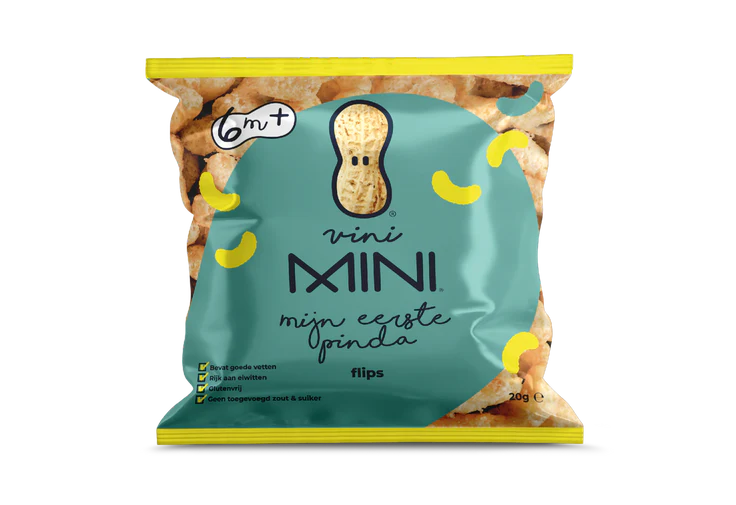 6m+
®
vini
MINI®
mijn eerste
pinda
flips
Bevat goede vetten
Rijk aan eiwitten
Glutenvrij
Geen toegevoegd zout & suiker
20g ℮